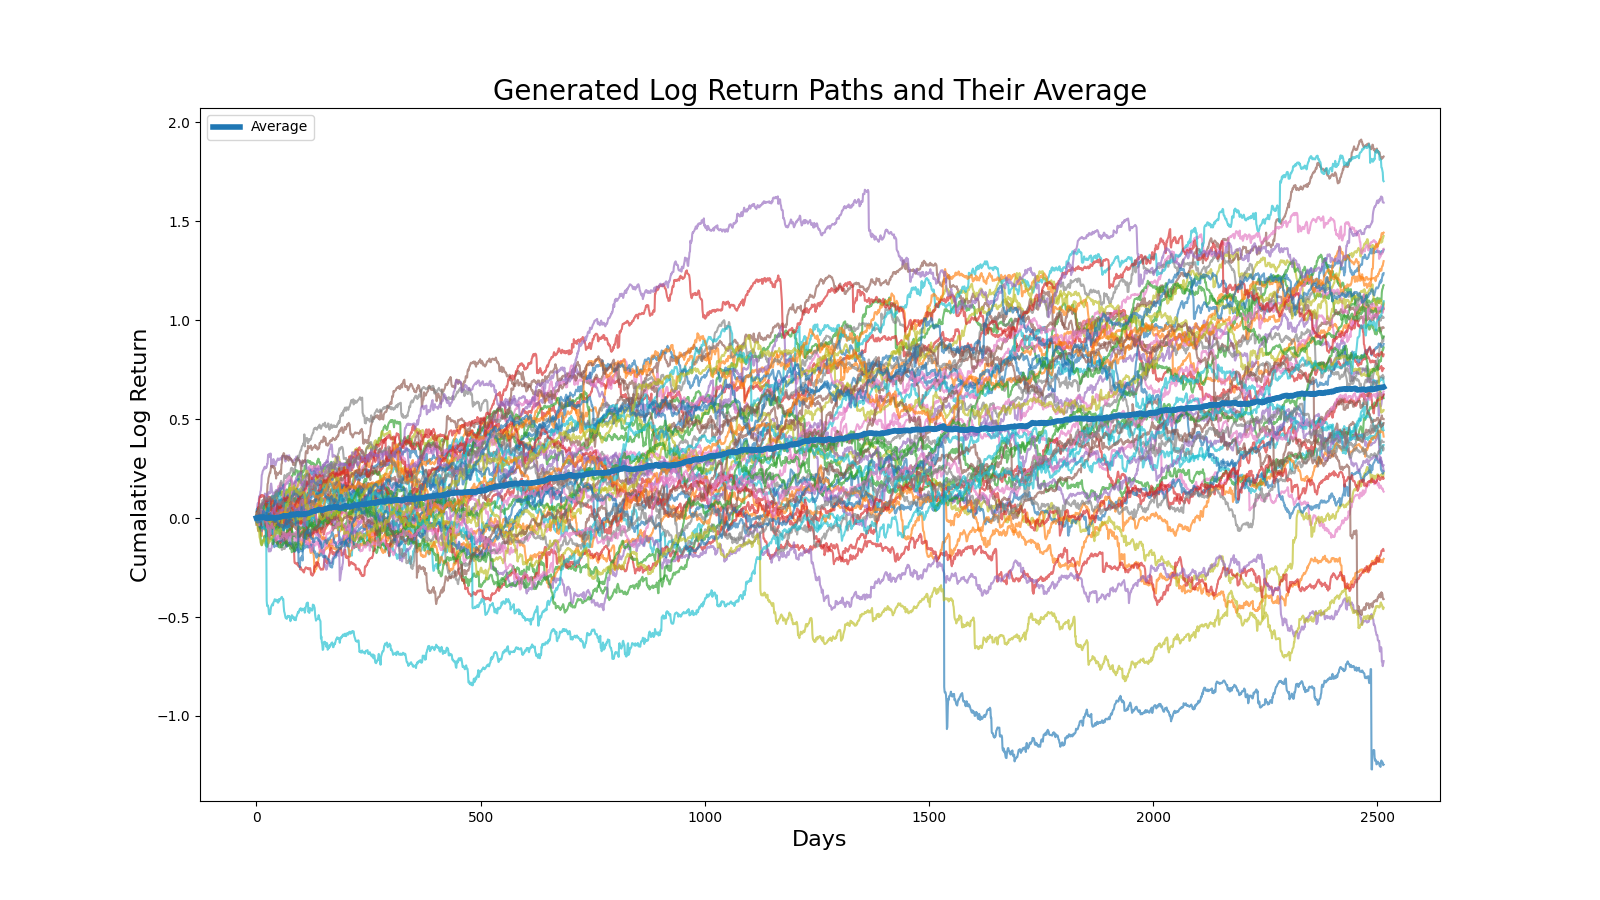 Generated Log Return Paths and Their Average
Average
2.0
1.5
1.0
0.5
0.0
−0.5
−1.0
Cumalative Log Return
0 500 1000 1500 2000 2500
Days